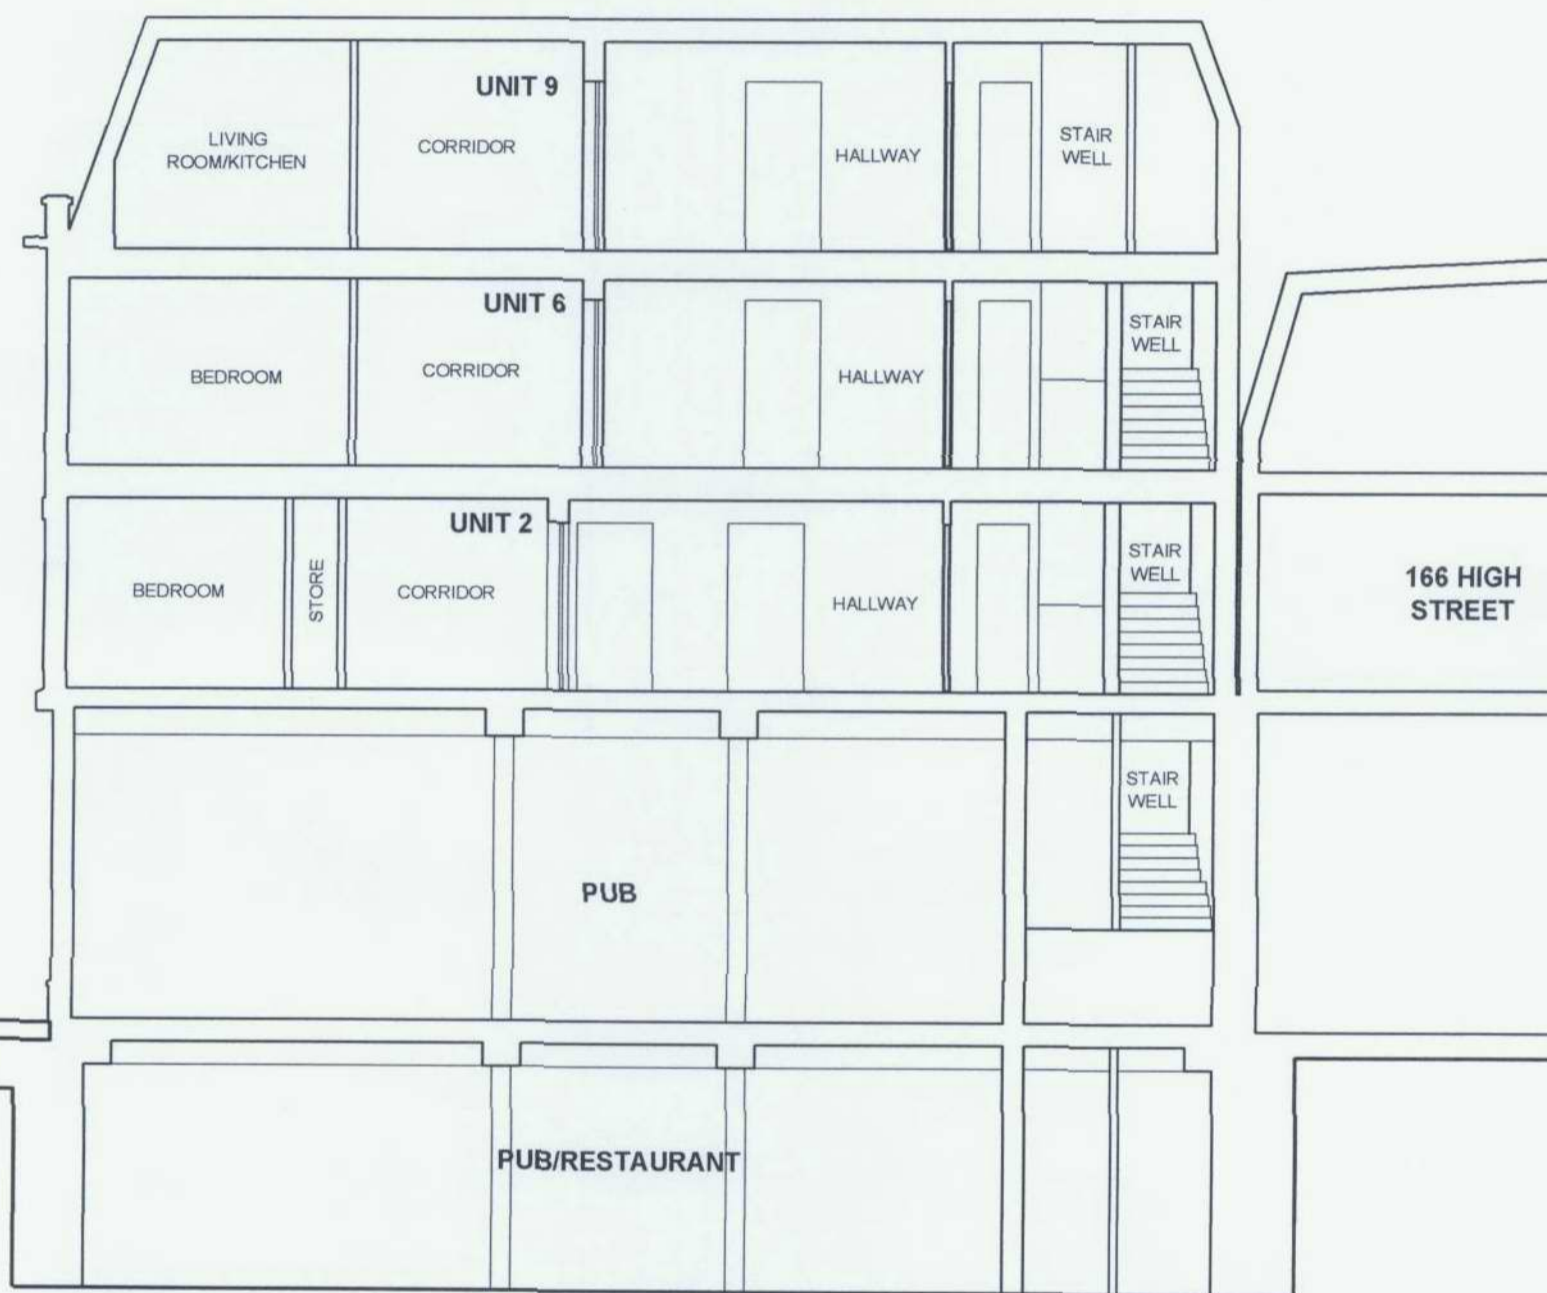 UNIT 9
LIVING
ROOM/KITCHEN
CORRIDOR
HALLWAY
STAIR
WELL
UNIT 6
BEDROOM
CORRIDOR
HALLWAY
STAIR
WELL
UNIT 2
BEDROOM
STORE
CORRIDOR
HALLWAY
STAIR
WELL
166 HIGH
STREET
STAIR
WELL
PUB
PUB/RESTAURANT